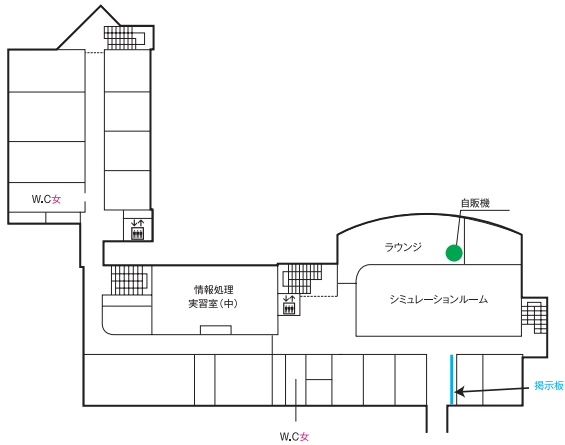 W.C女
自販機
ラウンジ
情報処理
実習室(中)
シミュレーションルーム
掲示板
W.C女